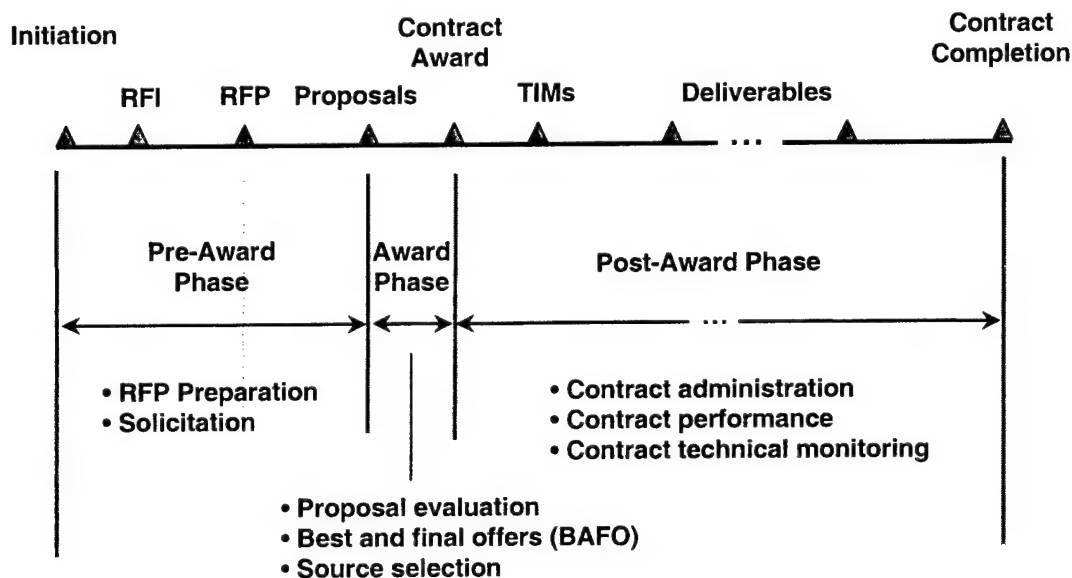 Initiation
Contract
Award
Contract
Completion
RFI
RFP
Proposals
TIMs
Deliverables
...
Pre-Award
Phase
Award
Phase
Post-Award Phase
...
• RFP Preparation
• Solicitation
• Contract administration
• Contract performance
• Contract technical monitoring
• Proposal evaluation
• Best and final offers (BAFO)
• Source selection